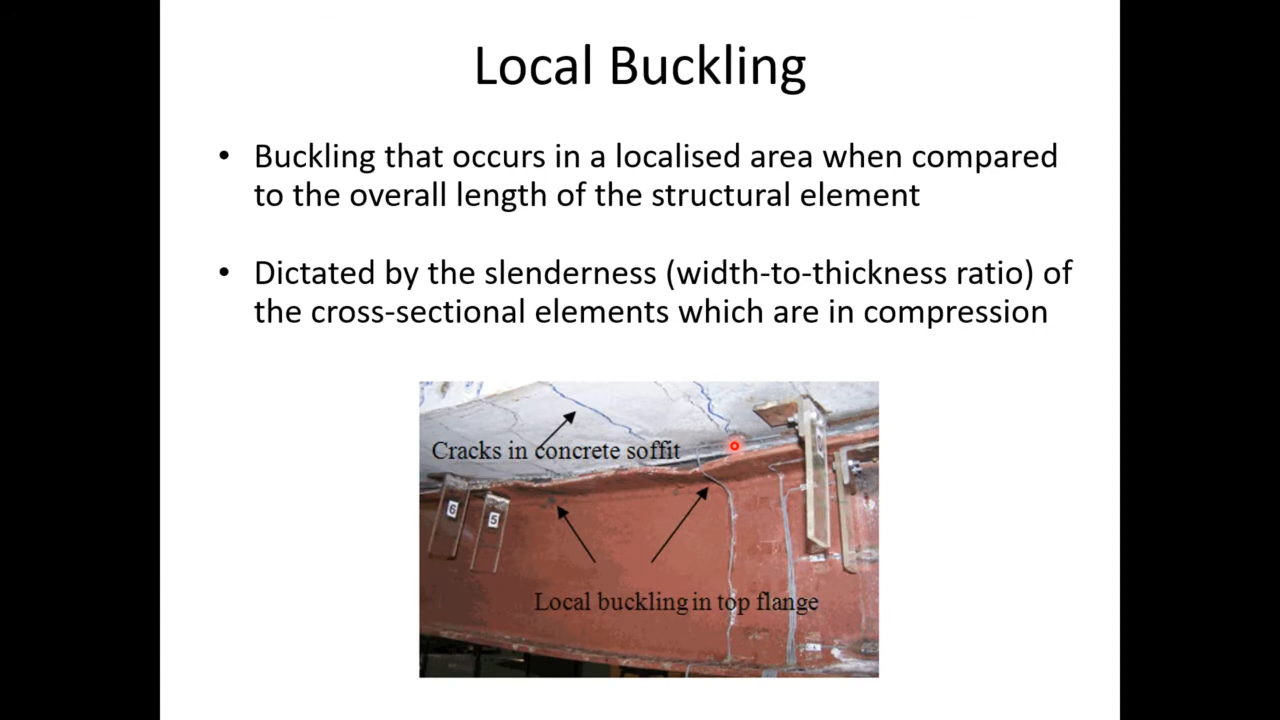 Local Buckling
• Buckling that occurs in a localised area when compared
to the overall length of the structural element
• Dictated by the slenderness (width-to-thickness ratio) of
the cross-sectional elements which are in compression
Cracks in concrete soffit
6
5
Local buckling in top flange